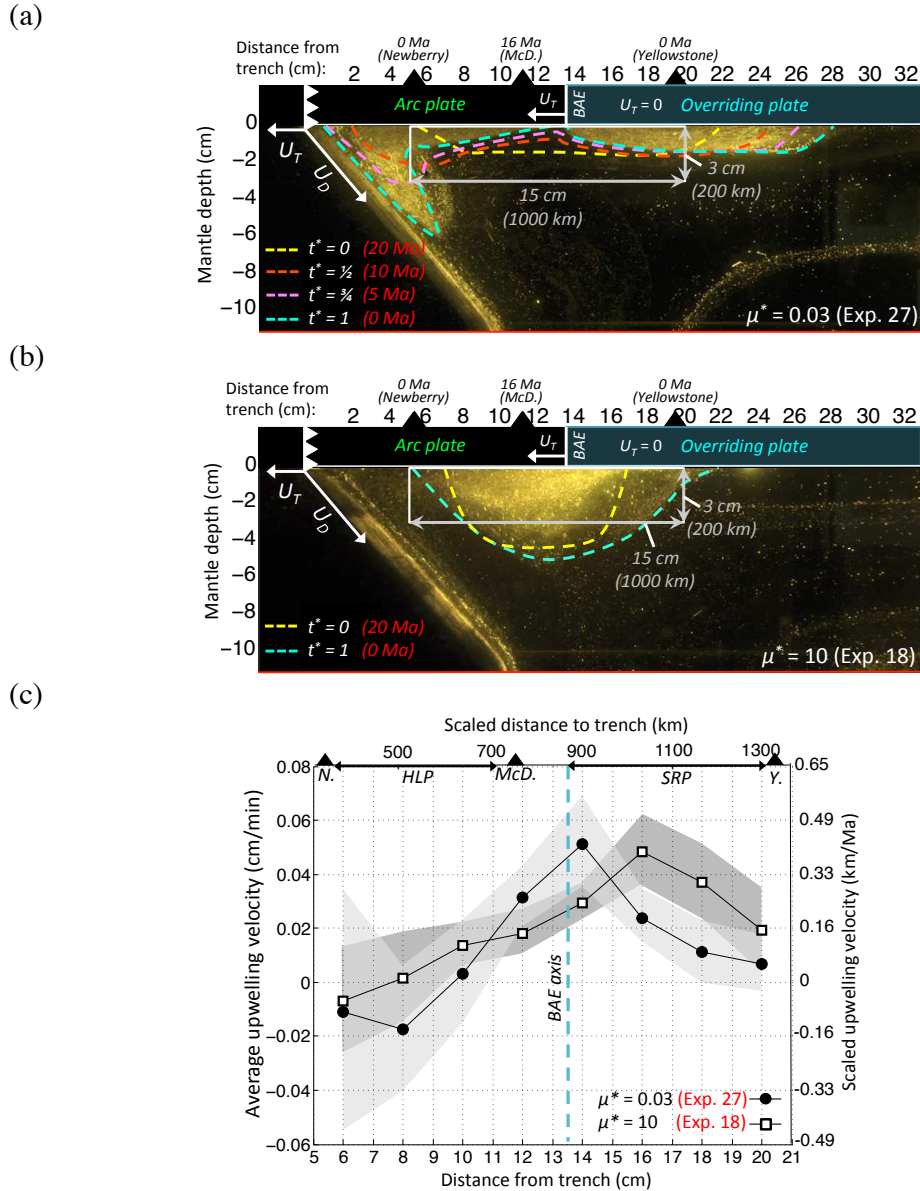 (a)
Distance from trench (cm):
0 Ma (Newberry)
16 Ma (McD.)
0 Ma (Yellowstone)
2 4 6 8 10 12 14 16 18 20 22 24 26 28 30 32
Arc plate
U_T
BAE
U_T = 0
Overriding plate
Mantle depth (cm)
0
−2
−4
−6
−8
−10
U_T
U_D
3 cm
(200 km)
15 cm
(1000 km)
t* = 0 (20 Ma)
t* = ½ (10 Ma)
t* = ¾ (5 Ma)
t* = 1 (0 Ma)
μ* = 0.03 (Exp. 27)
(b)
Distance from trench (cm):
0 Ma (Newberry)
16 Ma (McD.)
0 Ma (Yellowstone)
2 4 6 8 10 12 14 16 18 20 22 24 26 28 30 32
Arc plate
U_T
BAE
U_T = 0
Overriding plate
Mantle depth (cm)
0
−2
−4
−6
−8
−10
U_T
U_D
3 cm
(200 km)
15 cm
(1000 km)
t* = 0 (20 Ma)
t* = 1 (0 Ma)
μ* = 10 (Exp. 18)
(c)
Scaled distance to trench (km)
500 700 900 1100 1300
N. HLP McD. SRP Y.
Average upwelling velocity (cm/min)
0.08
0.06
0.04
0.02
0
−0.02
−0.04
−0.06
Scaled upwelling velocity (km/Ma)
0.65
0.49
0.33
0.16
0
-0.16
-0.33
-0.49
BAE axis
μ* = 0.03 (Exp. 27)
μ* = 10 (Exp. 18)
5 6 7 8 9 10 11 12 13 14 15 16 17 18 19 20 21
Distance from trench (cm)